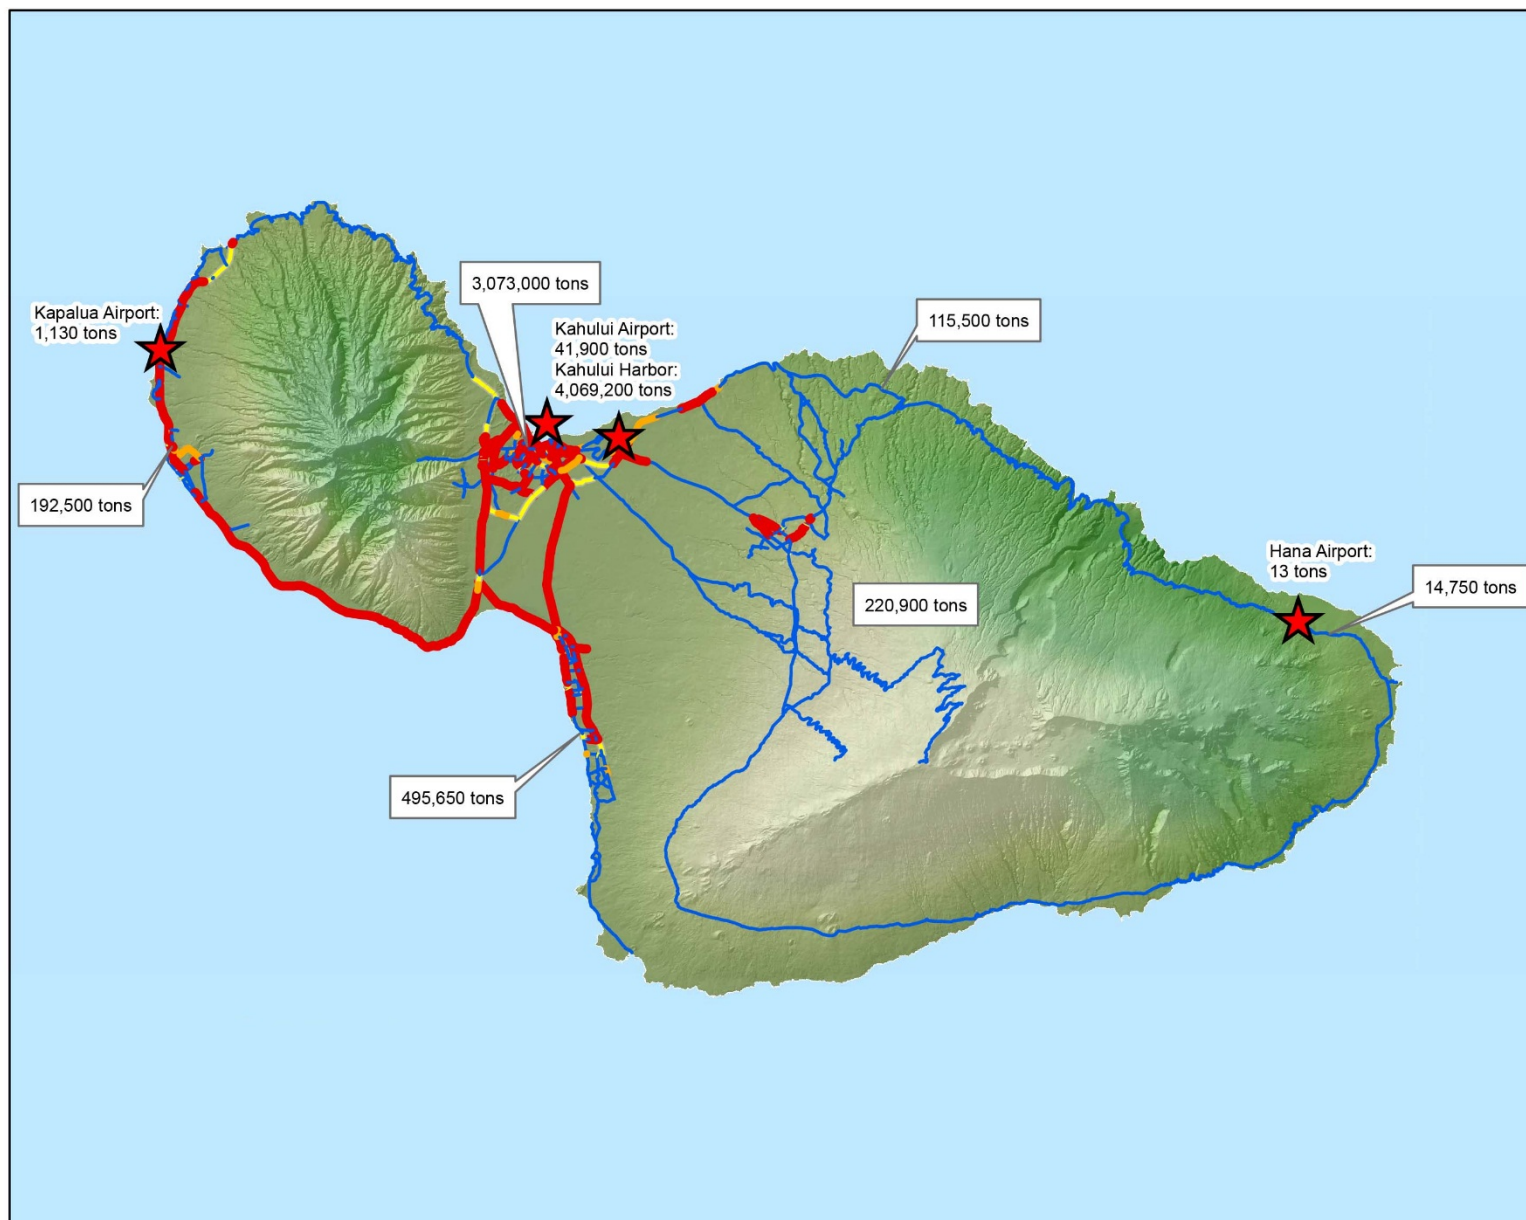 3,073,000 tons
Kapalua Airport:
1,130 tons
Kahului Airport:
41,900 tons
Kahului Harbor:
4,069,200 tons
115,500 tons
192,500 tons
Hana Airport:
13 tons
14,750 tons
220,900 tons
495,650 tons